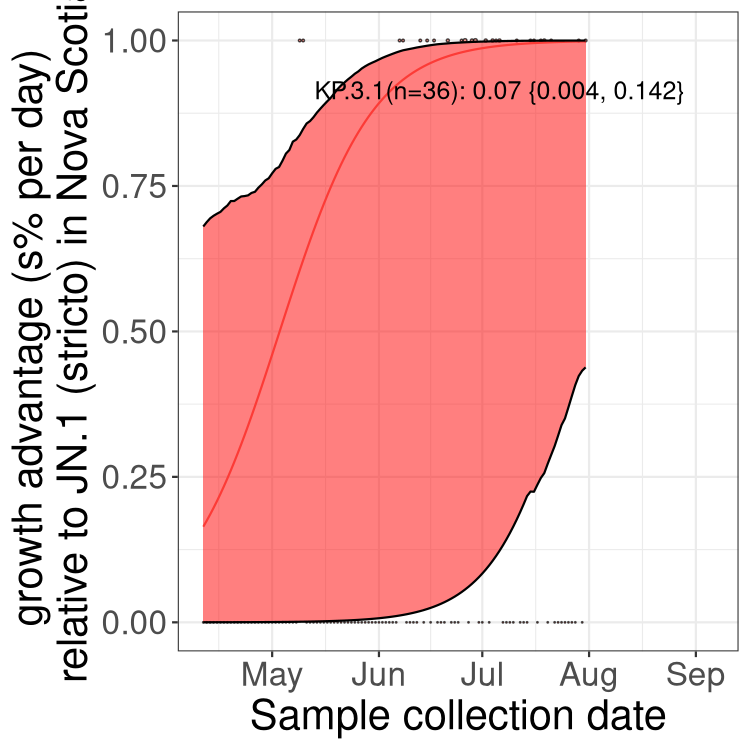 growth advantage (s% per day)
relative to JN.1 (stricto) in Nova Scotia
1.00
0.75
0.50
0.25
0.00
KP.3.1(n=36): 0.07 {0.004, 0.142}
May Jun Jul Aug Sep
Sample collection date